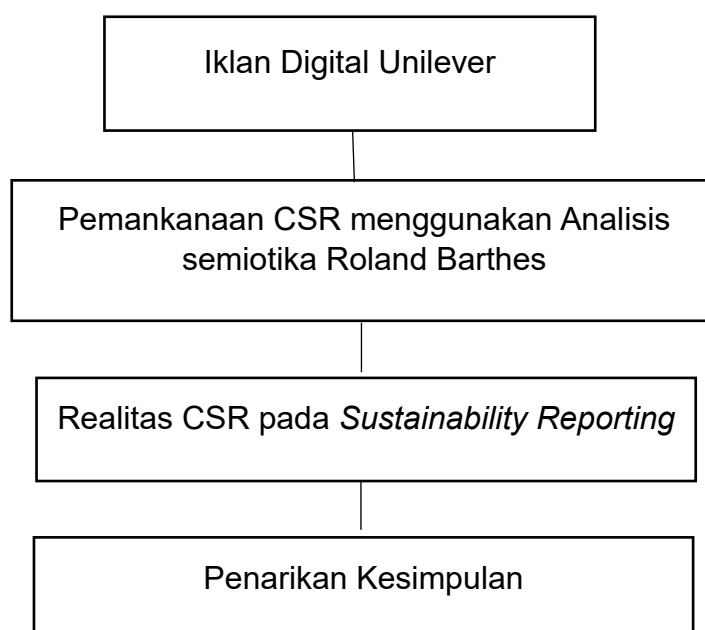 Iklan Digital Unilever
Pemankanaan CSR menggunakan Analisis
semiotika Roland Barthes
Realitas CSR pada Sustainability Reporting
Penarikan Kesimpulan